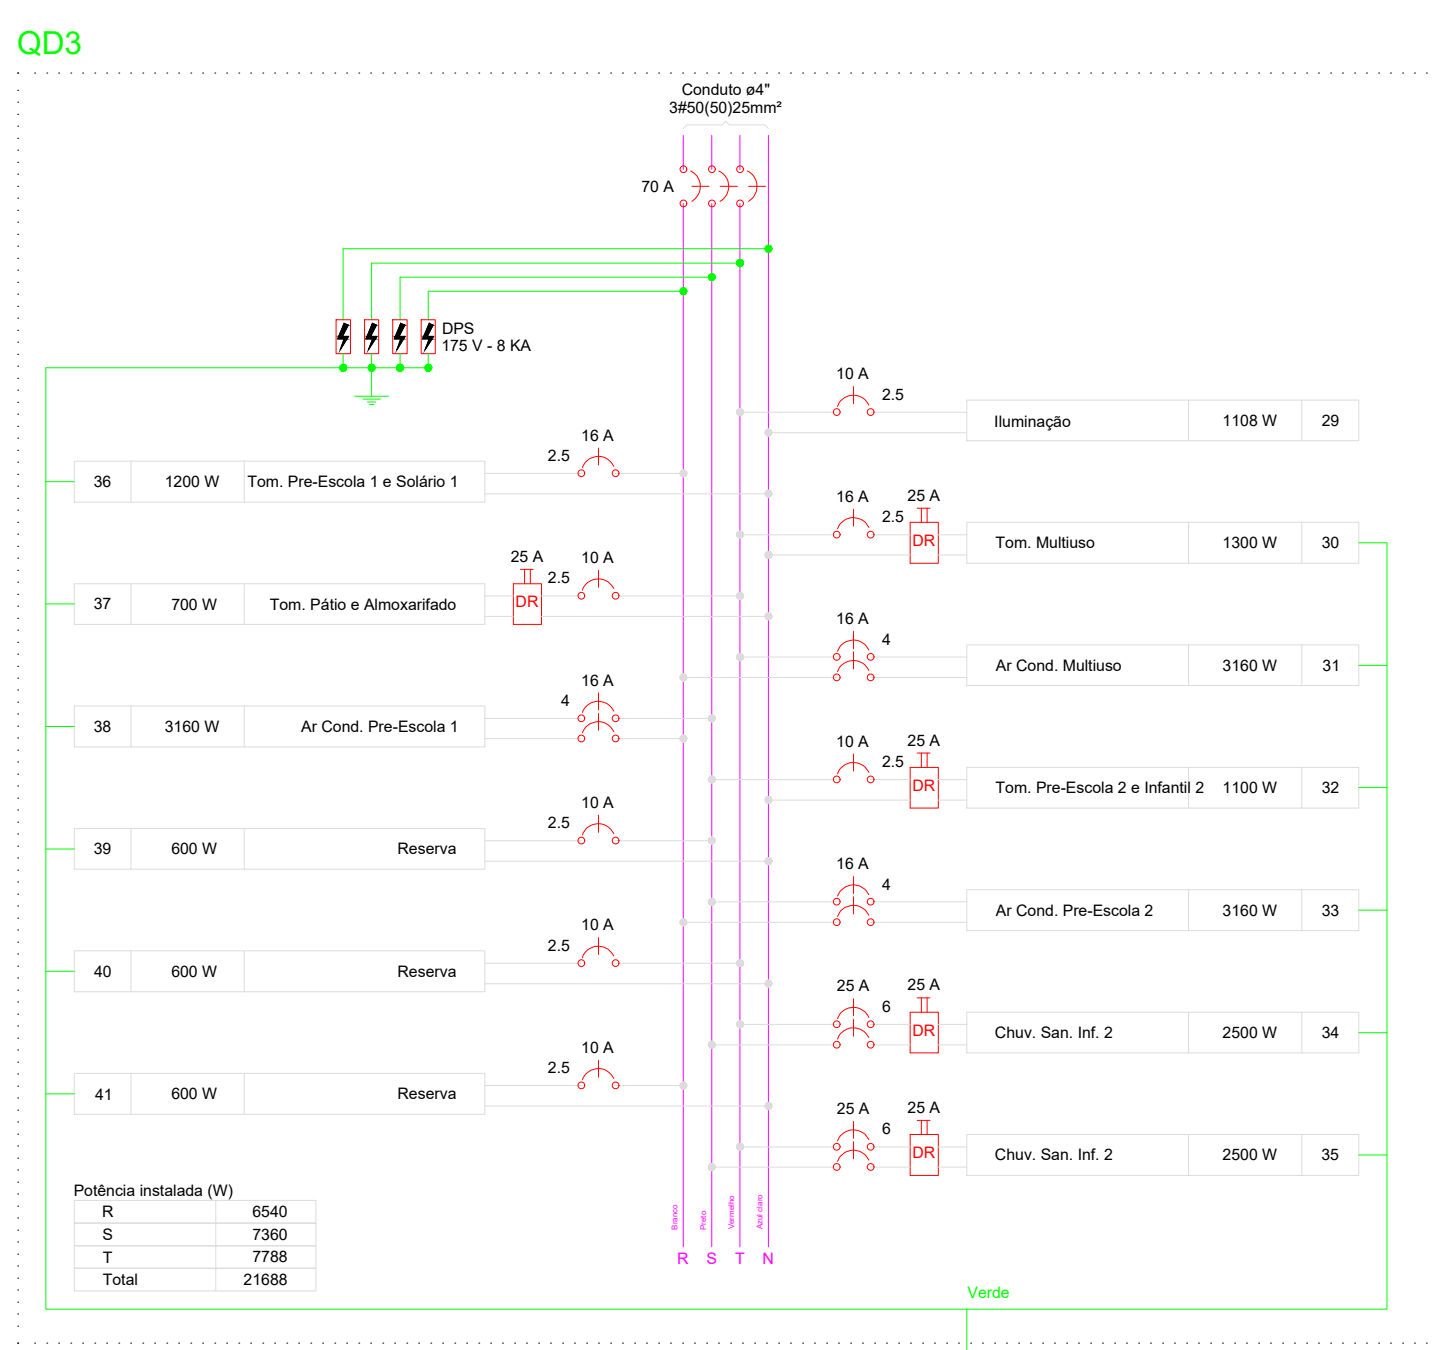 QD3
Conduto ø4"
3#50(50)25mm²
70 A
DPS
175 V - 8 KA
10 A
2.5
Iluminação 1108 W 29
16 A
2.5
36 1200 W Tom. Pre-Escola 1 e Solário 1
16 A 25 A
2.5
DR
Tom. Multiuso 1300 W 30
25 A 10 A
2.5
DR
37 700 W Tom. Pátio e Almoxarifado
16 A
4
Ar Cond. Multiuso 3160 W 31
16 A
4
38 3160 W Ar Cond. Pre-Escola 1
10 A 25 A
2.5
DR
Tom. Pre-Escola 2 e Infantil 2 1100 W 32
10 A
2.5
39 600 W Reserva
16 A
4
Ar Cond. Pre-Escola 2 3160 W 33
10 A
2.5
40 600 W Reserva
25 A 25 A
6
DR
Chuv. San. Inf. 2 2500 W 34
10 A
2.5
41 600 W Reserva
25 A 25 A
6
DR
Chuv. San. Inf. 2 2500 W 35
Potência instalada (W)
R 6540
S 7360
T 7788
Total 21688
Branco
Preto
Vermelho
Azul claro
R S T N
Verde